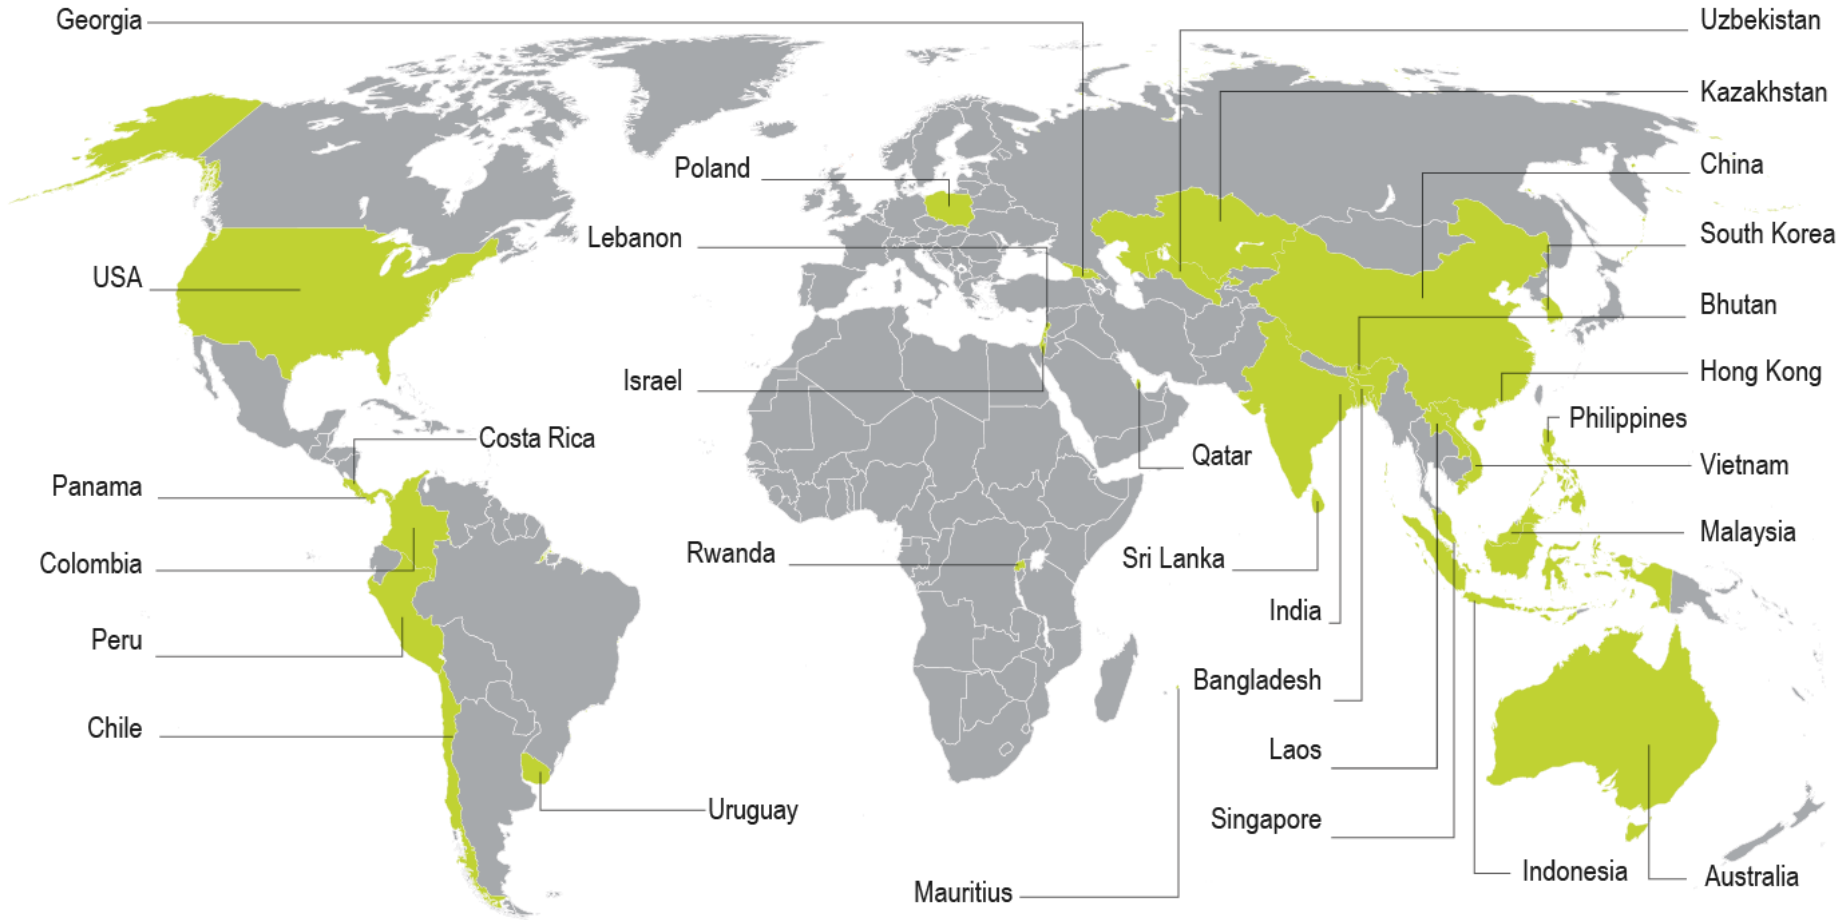 Georgia
Uzbekistan
Kazakhstan
Poland
China
Lebanon
South Korea
USA
Bhutan
Israel
Hong Kong
Philippines
Costa Rica
Qatar
Vietnam
Panama
Malaysia
Rwanda
Sri Lanka
Colombia
India
Peru
Bangladesh
Chile
Laos
Uruguay
Singapore
Indonesia
Australia
Mauritius